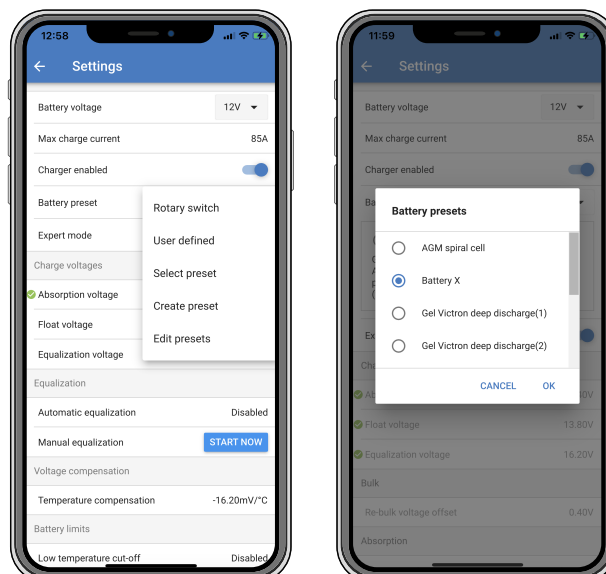 12:58
Settings
Battery voltage 12V
Max charge current 85A
Charger enabled
Battery preset
Rotary switch
Expert mode
User defined
Charge voltages
Select preset
Absorption voltage
Create preset
Float voltage
Edit presets
Equalization voltage
Equalization
Automatic equalization Disabled
Manual equalization START NOW
Voltage compensation
Temperature compensation -16.20mV/°C
Battery limits
Low temperature cut-off Disabled
11:59
Settings
Battery voltage 12V
Max charge current 85A
Charger enabled
Ba
Battery presets
AGM spiral cell
Battery X
Gel Victron deep discharge(1)
Ex
Gel Victron deep discharge(2)
Cha
CANCEL OK
Ab
Float voltage 13.80V
Equalization voltage 16.20V
Bulk
Re-bulk voltage offset 0.40V
Absorption